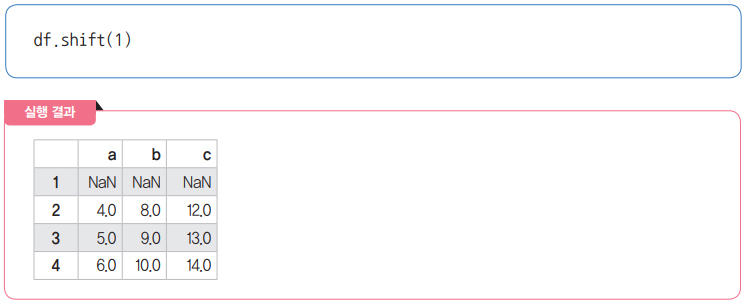 df.shift(1)
실행 결과
a b c
1 NaN NaN NaN
2 4.0 8.0 12.0
3 5.0 9.0 13.0
4 6.0 10.0 14.0